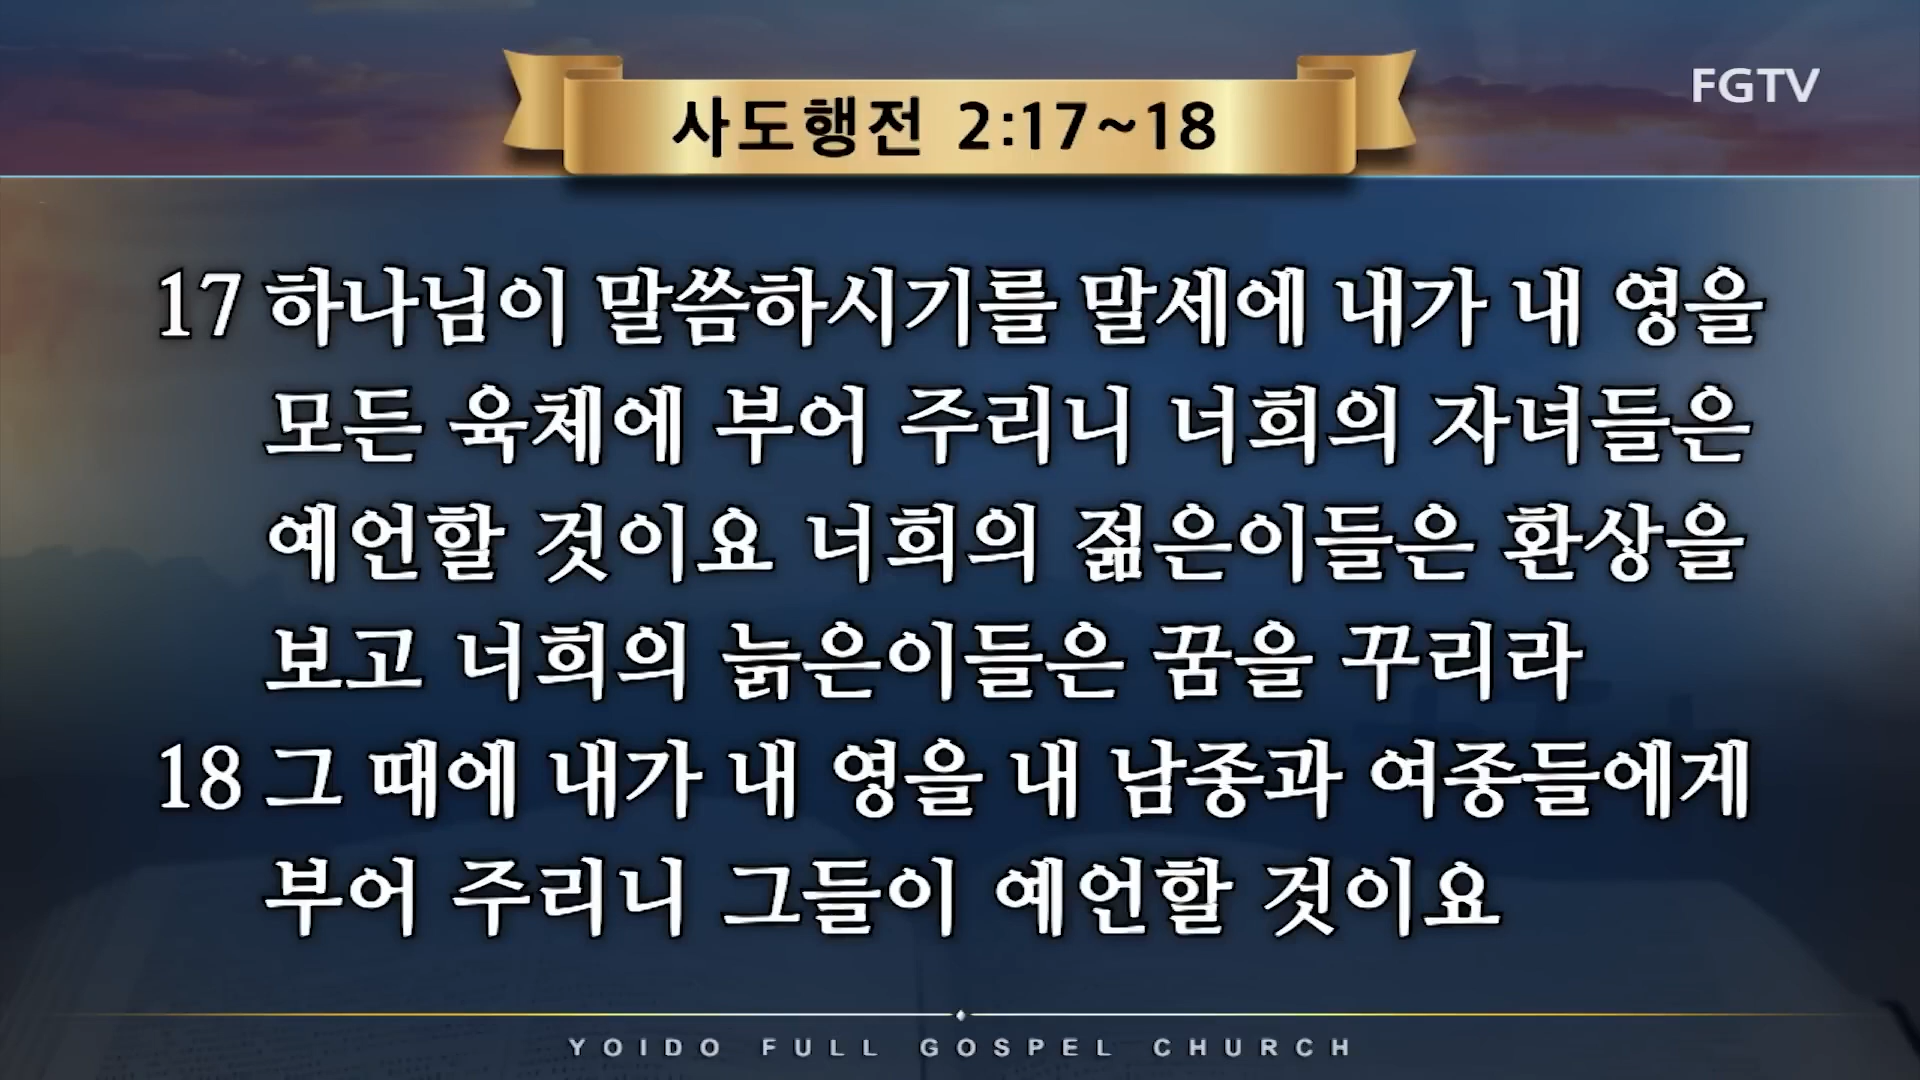 FGTV
사도행전 2:17~18
17 하나님이 말씀하시기를 말세에 내가 내 영을
모든 육체에 부어 주리니 너희의 자녀들은
예언할 것이요 너희의 젊은이들은 환상을
보고 너희의 늙은이들은 꿈을 꾸리라
18 그 때에 내가 내 영을 내 남종과 여종들에게
부어 주리니 그들이 예언할 것이요
YOIDO FULL GOSPEL CHURCH